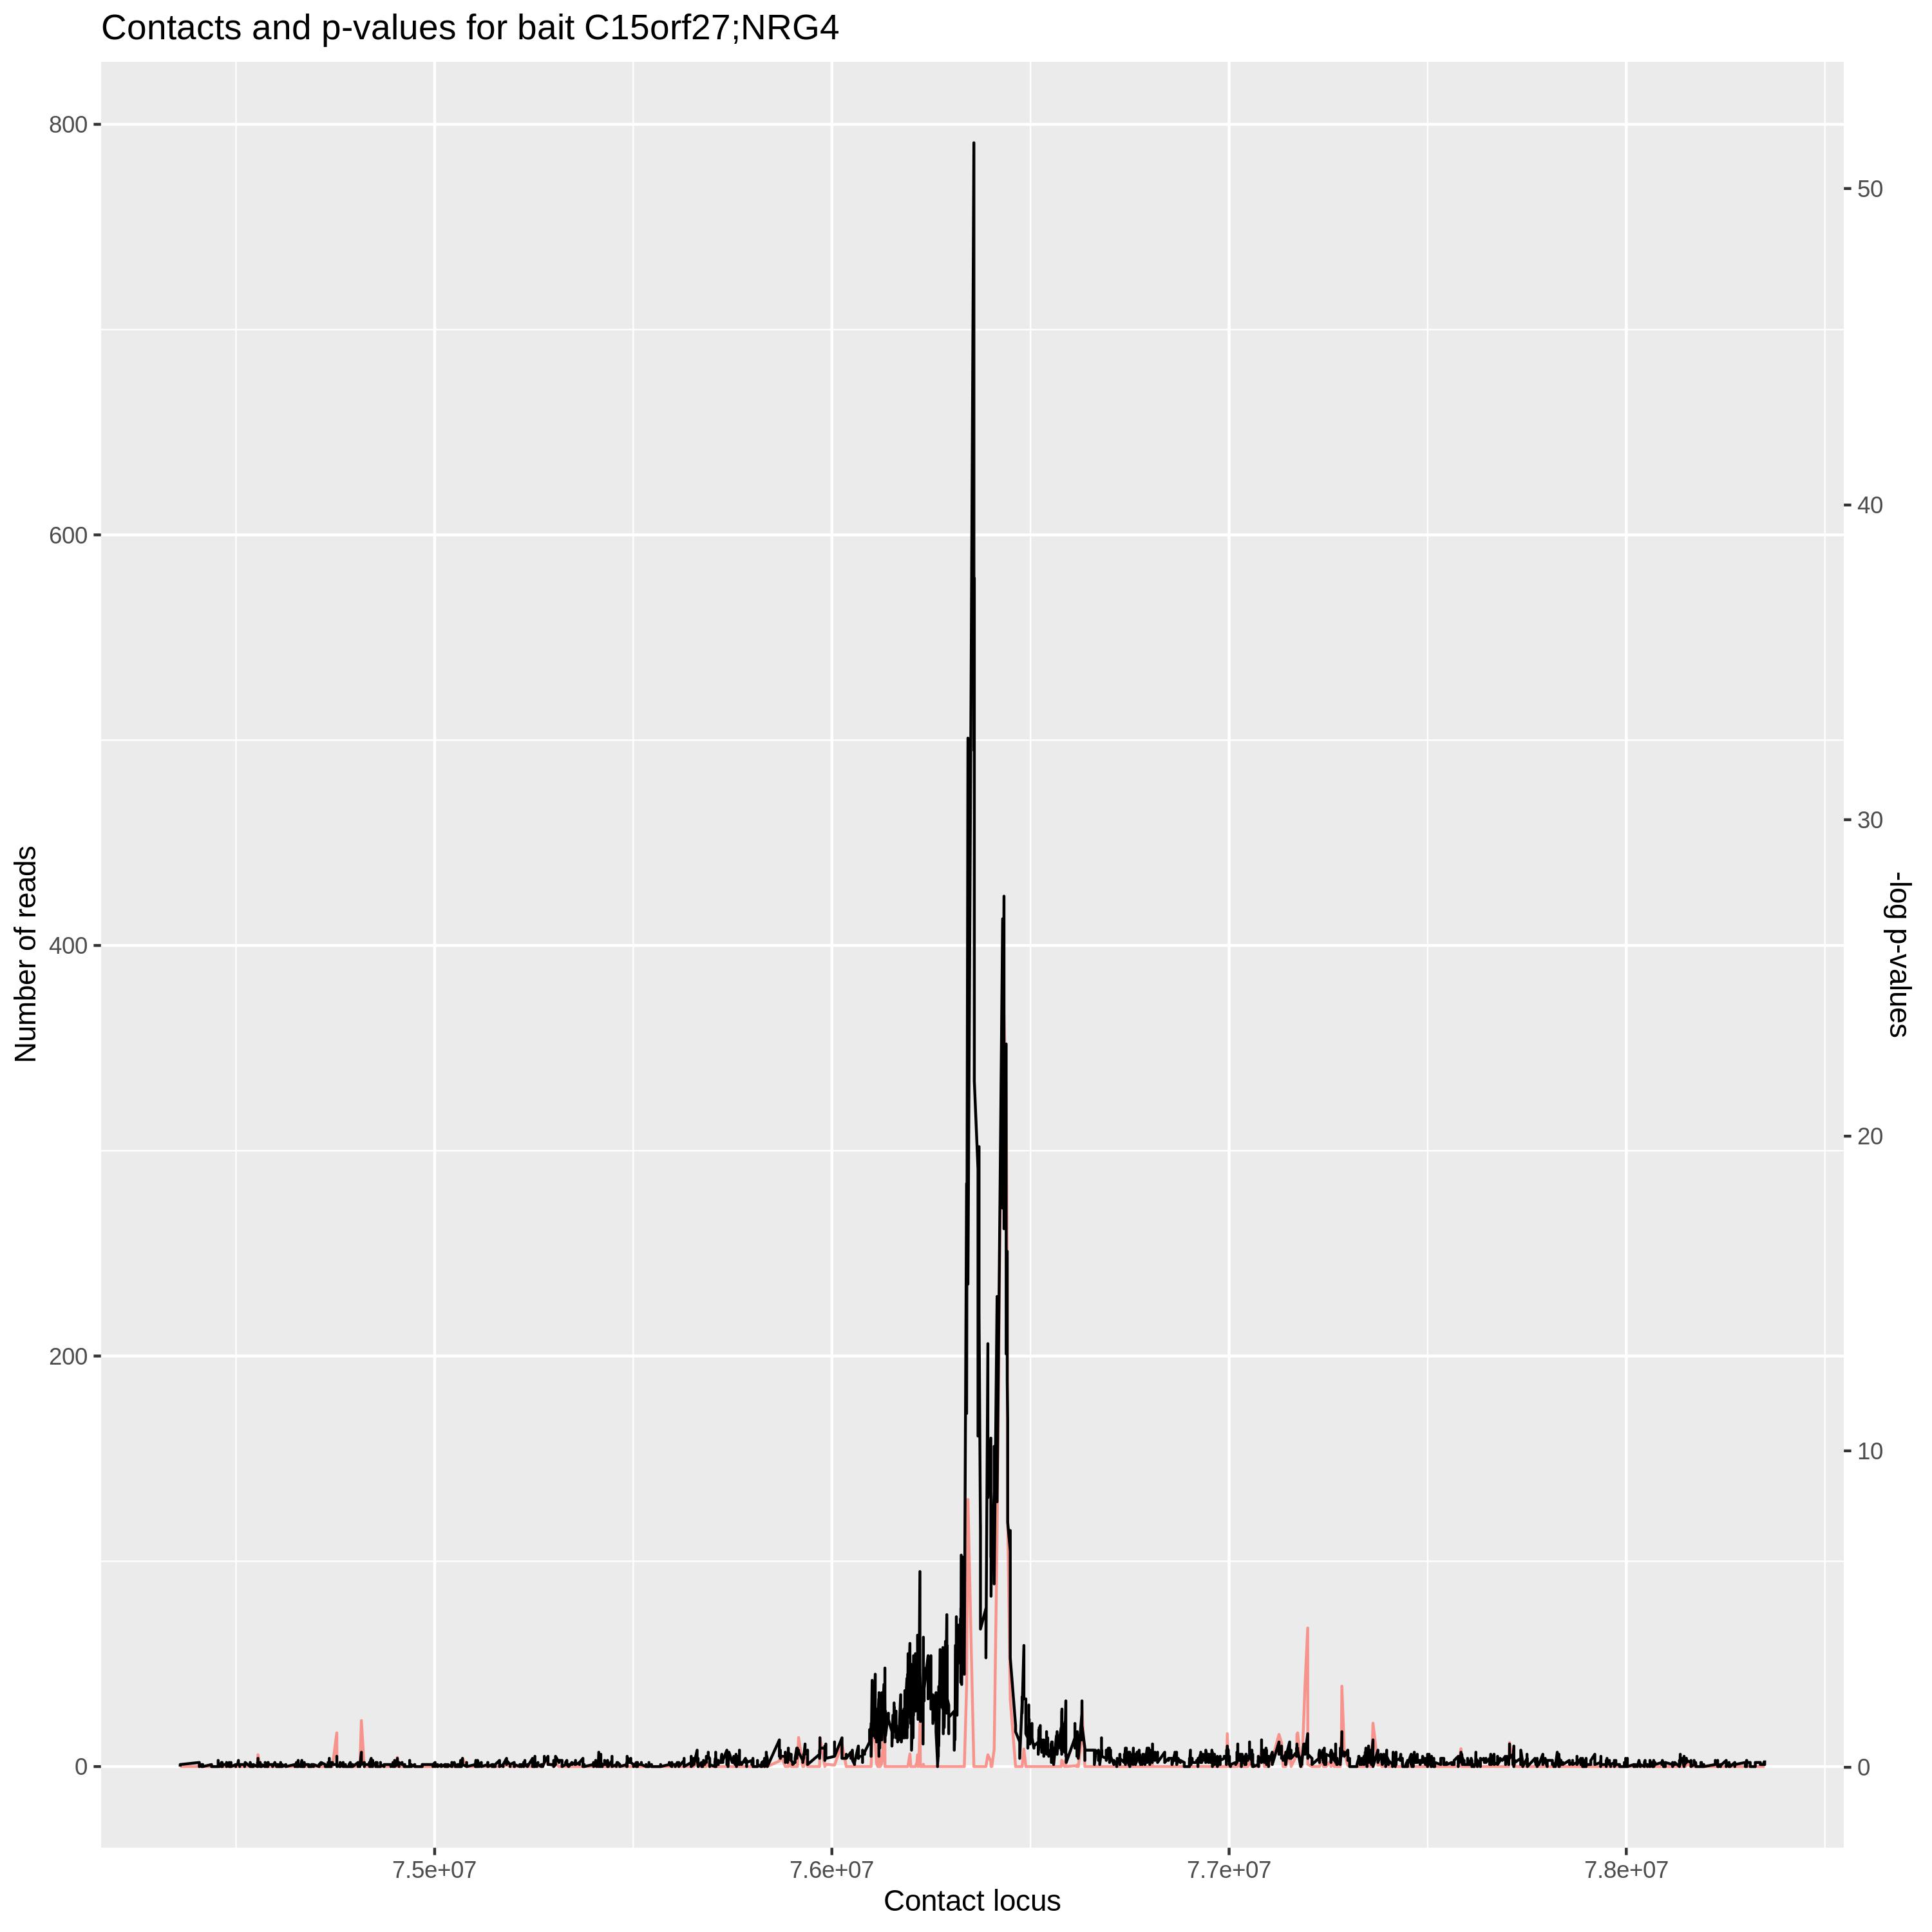 Contacts and p-values for bait C15orf27;NRG4
800
600
400
200
0
Number of reads
50
40
30
20
10
0
-log p-values
7.5e+07
7.6e+07
7.7e+07
7.8e+07
Contact locus